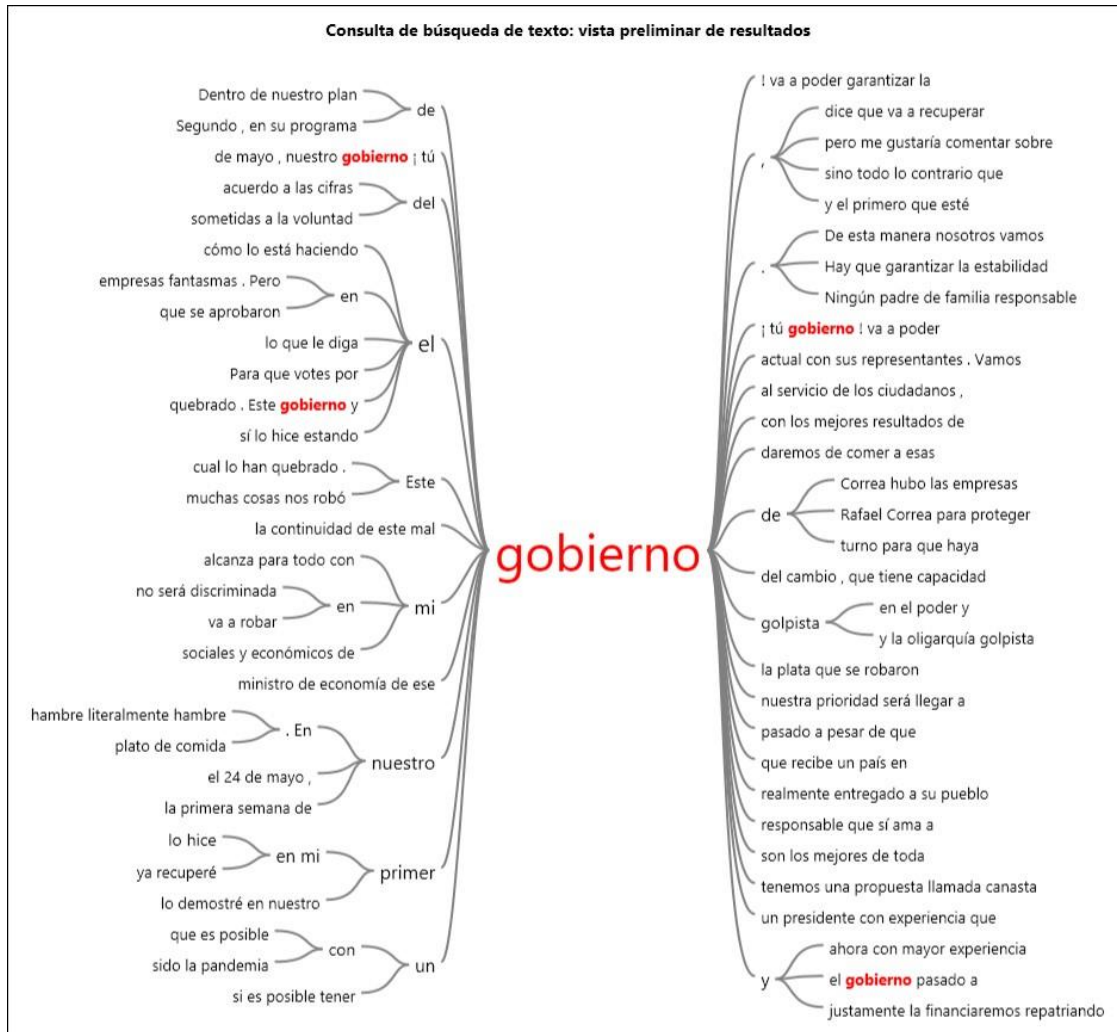 Consulta de búsqueda de texto: vista preliminar de resultados
Dentro de nuestro plan
Segundo , en su programa
de
de mayo , nuestro gobierno ¡ tú
acuerdo a las cifras
sometidas a la voluntad
del
cómo lo está haciendo
empresas fantasmas . Pero
que se aprobaron
en
lo que le diga
Para que votes por
quebrado . Este gobierno y
sí lo hice estando
el
cual lo han quebrado .
muchas cosas nos robó
Este
la continuidad de este mal
alcanza para todo con
no será discriminada
va a robar
en
sociales y económicos de
mi
ministro de economía de ese
hambre literalmente hambre
plato de comida
. En
el 24 de mayo ,
la primera semana de
nuestro
lo hice
ya recuperé
en mi
lo demostré en nuestro
primer
que es posible
sido la pandemia
con
si es posible tener
un
gobierno
! va a poder garantizar la
,
dice que va a recuperar
pero me gustaría comentar sobre
sino todo lo contrario que
y el primero que esté
.
De esta manera nosotros vamos
Hay que garantizar la estabilidad
Ningún padre de familia responsable
¡ tú gobierno ! va a poder
actual con sus representantes . Vamos
al servicio de los ciudadanos ,
con los mejores resultados de
daremos de comer a esas
de
Correa hubo las empresas
Rafael Correa para proteger
turno para que haya
del cambio , que tiene capacidad
golpista
en el poder y
y la oligarquía golpista
la plata que se robaron
nuestra prioridad será llegar a
pasado a pesar de que
que recibe un país en
realmente entregado a su pueblo
responsable que sí ama a
son los mejores de toda
tenemos una propuesta llamada canasta
un presidente con experiencia que
y
ahora con mayor experiencia
el gobierno pasado a
justamente la financiaremos repatriando